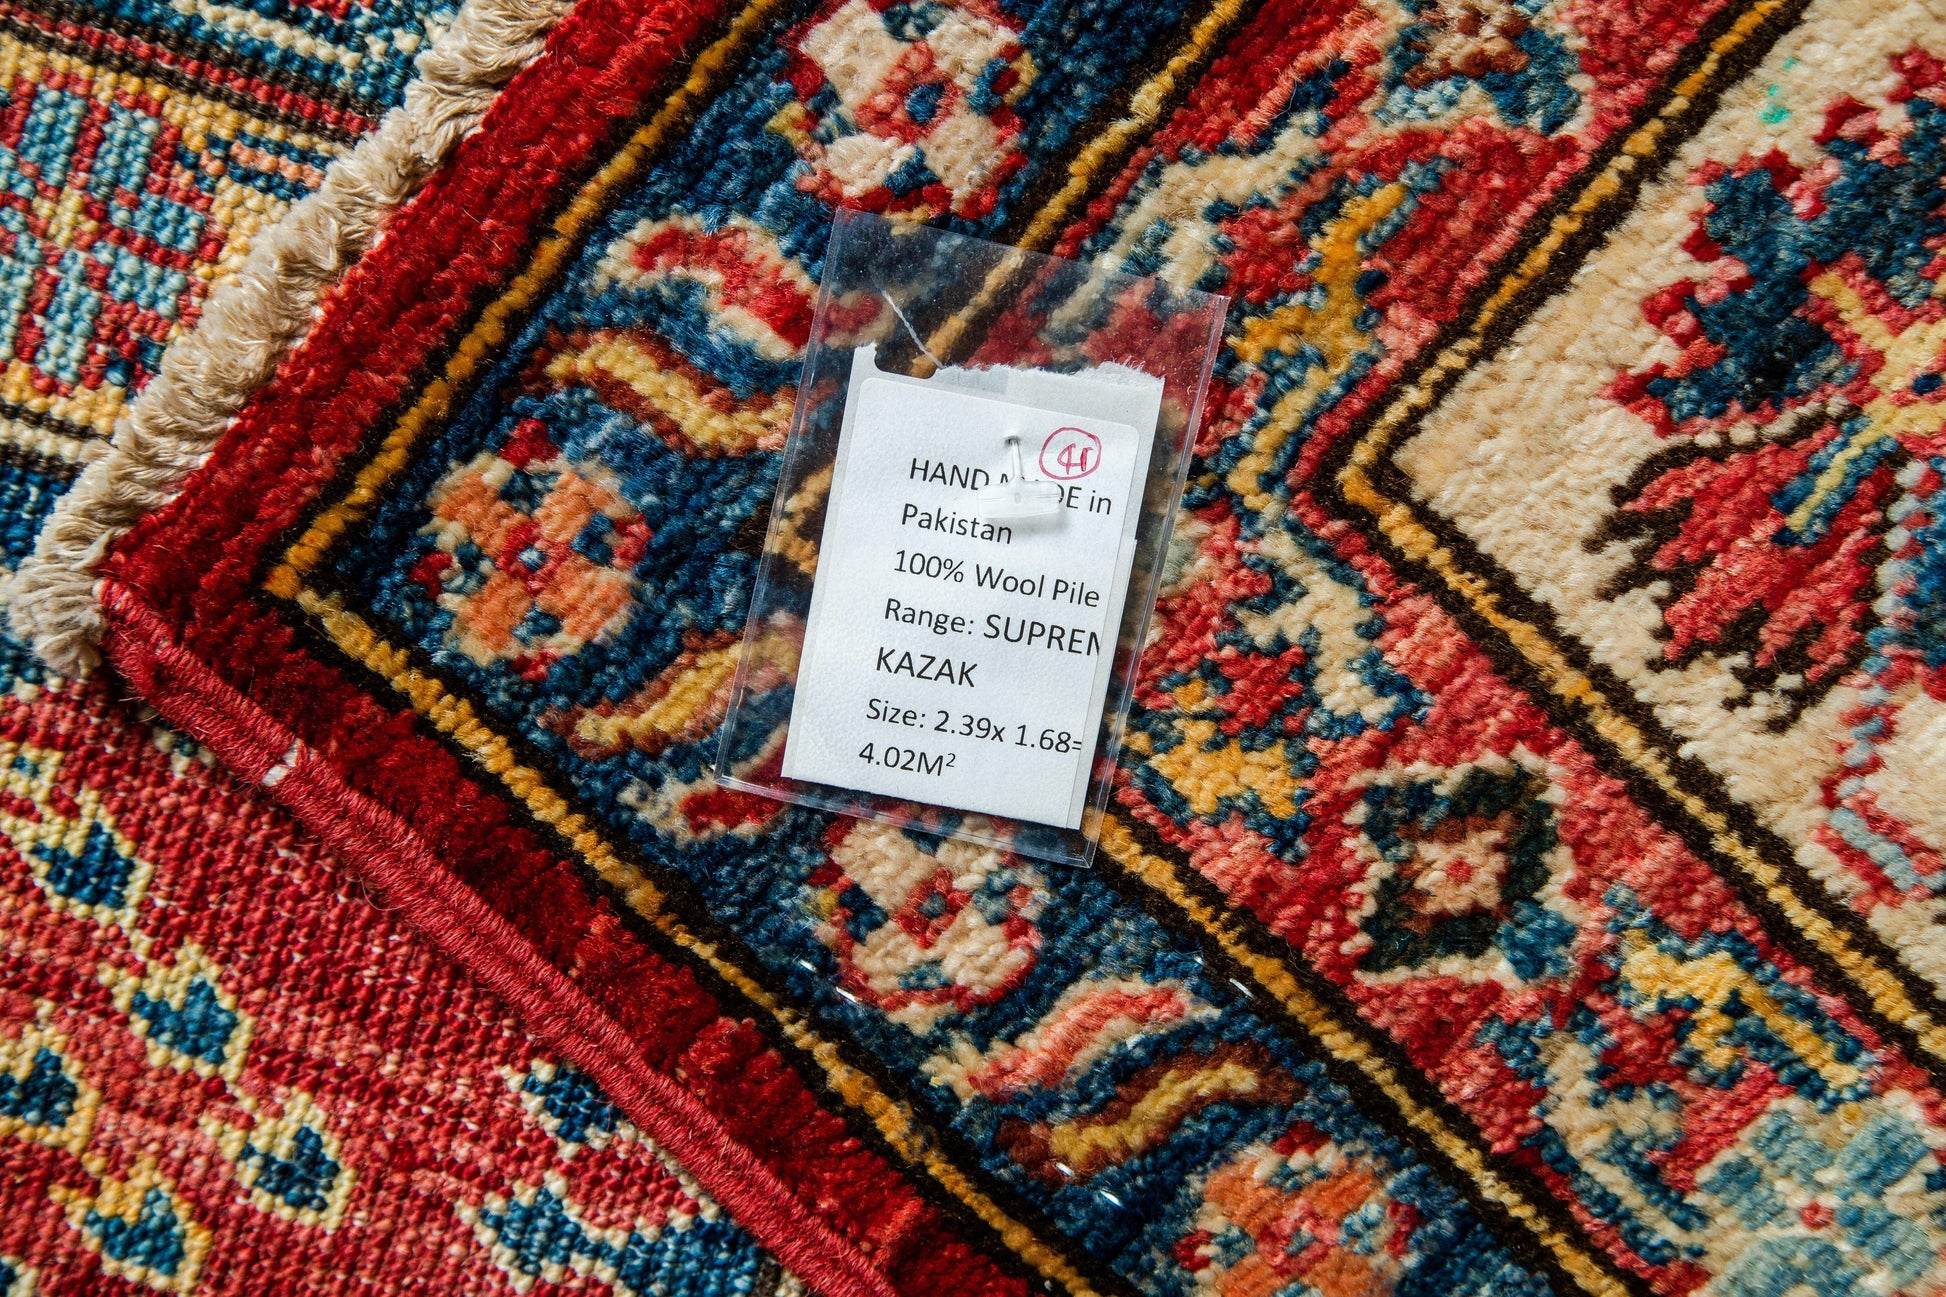 41
HAND MADE in
Pakistan
100% Wool Pile
Range: SUPREM
KAZAK
Size: 2.39x 1.68=
4.02M²